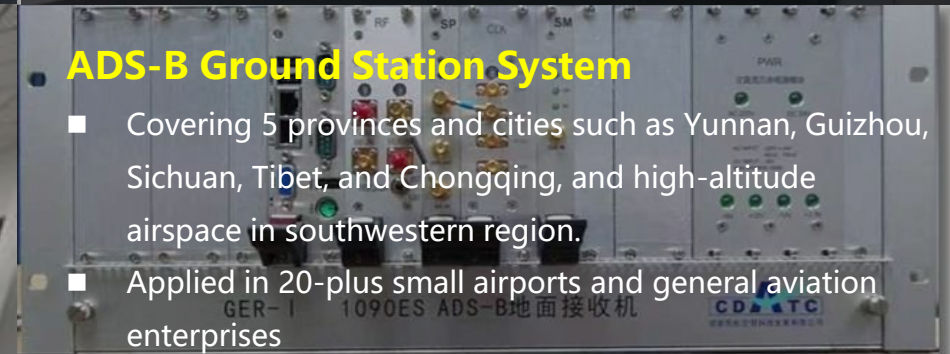 RF
SP
CLK
SM
PWR
ADS-B Ground Station System
■ Covering 5 provinces and cities such as Yunnan, Guizhou,
Sichuan, Tibet, and Chongqing, and high-altitude
airspace in southwestern region.
■ Applied in 20-plus small airports and general aviation
enterprises
GER-I 1090ES ADS-B地面接收机
CDATC